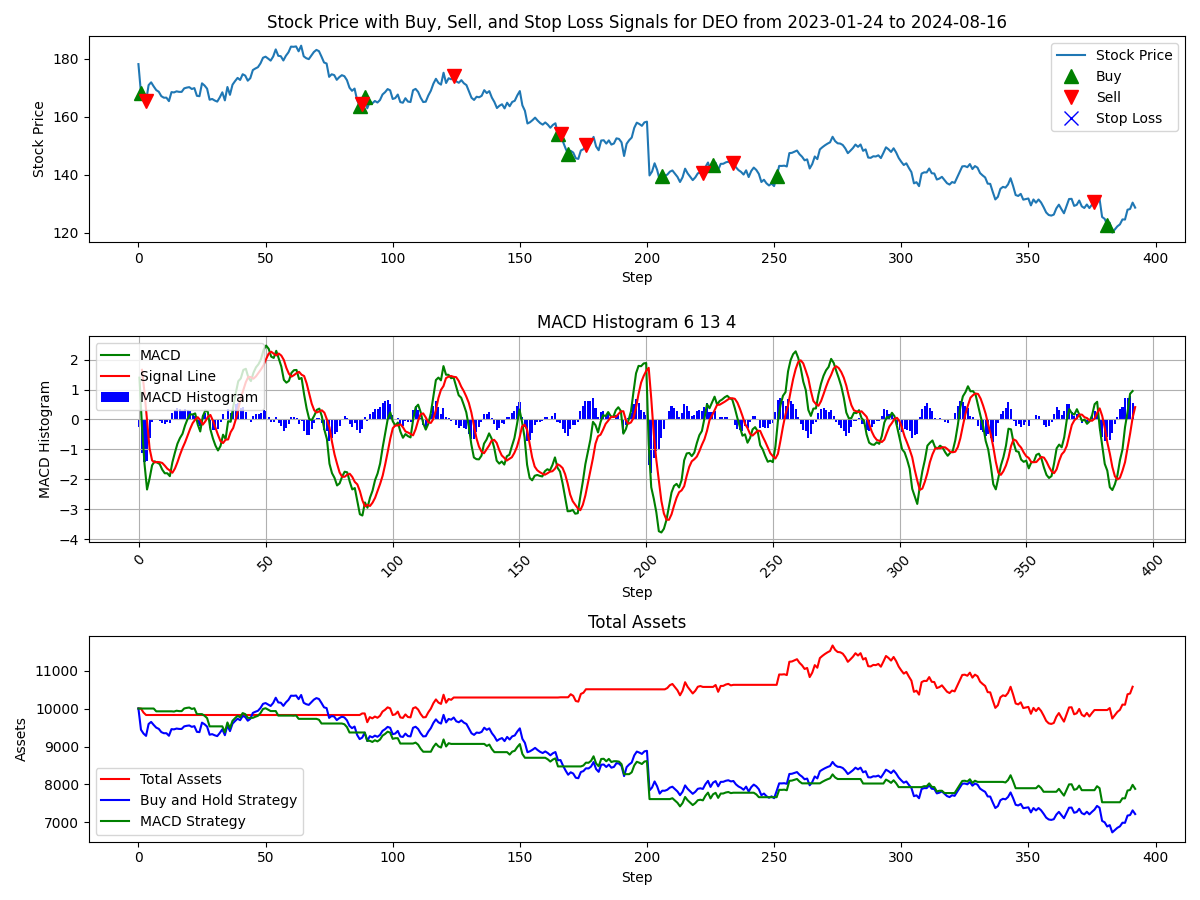 Stock Price with Buy, Sell, and Stop Loss Signals for DEO from 2023-01-24 to 2024-08-16
Stock Price
180
160
140
120
Stock Price
Buy
Sell
Stop Loss
0 50 100 150 200 250 300 350 400
Step
MACD Histogram 6 13 4
MACD Histogram
2
1
0
−1
−2
−3
−4
MACD
Signal Line
MACD Histogram
0 50 100 150 200 250 300 350 400
Step
Total Assets
Assets
11000
10000
9000
8000
7000
Total Assets
Buy and Hold Strategy
MACD Strategy
0 50 100 150 200 250 300 350 400
Step